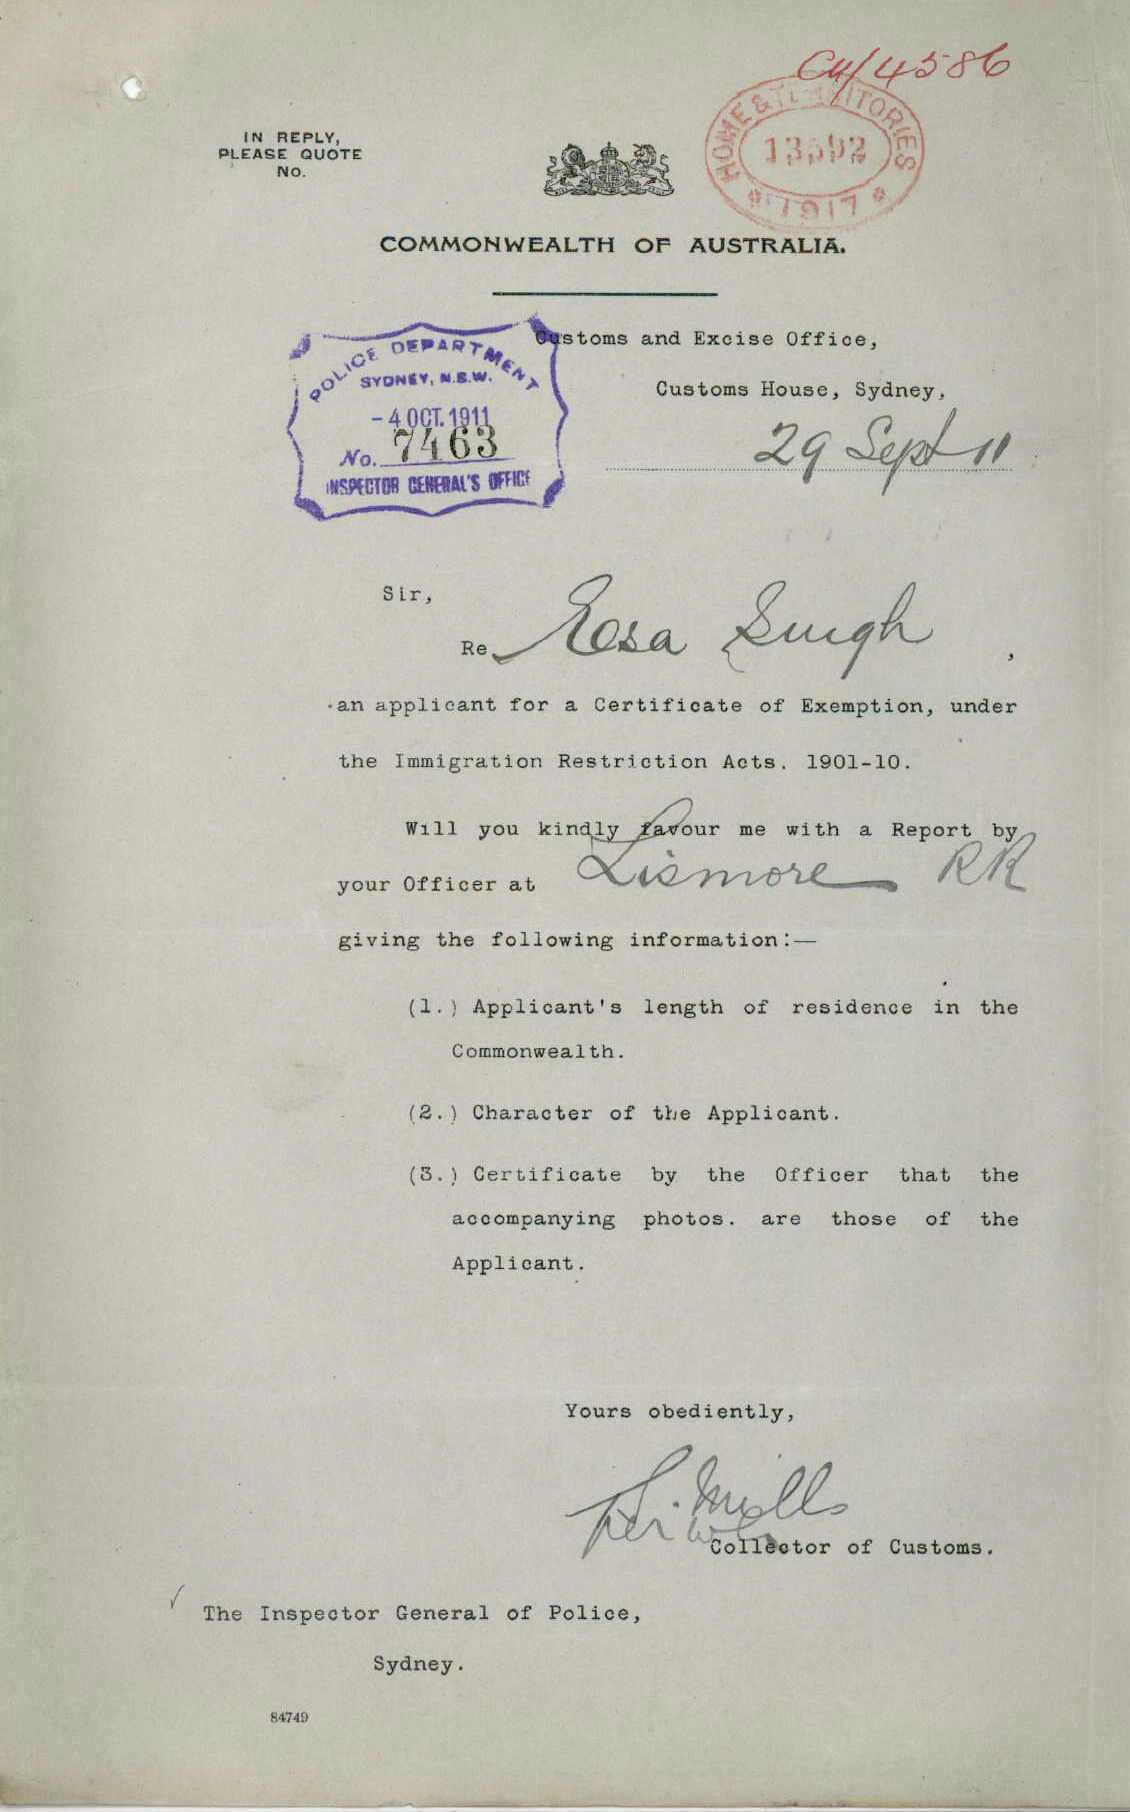 4586
IN REPLY,
PLEASE QUOTE
No.
HOME & TERRITORIES
1917
COMMONWEALTH OF AUSTRALIA.
Customs and Excise Office,
Customs House, Sydney,
29 Sept 11
POLICE DEPARTMENT
SYDNEY, N.S.W.
-4 OCT. 1911
No. 7463
INSPECTOR GENERAL'S OFFICE
Sir,
Re Eesa Singh,
an applicant for a Certificate of Exemption, under
the Immigration Restriction Acts. 1901-10.
Will you kindly favour me with a Report by
your Officer at Lismore RR
giving the following information:—
(1.) Applicant's length of residence in the
Commonwealth.
(2.) Character of the Applicant.
(3.) Certificate by the Officer that the
accompanying photos. are those of the
Applicant.
Yours obediently,
Mills
Collector of Customs.
The Inspector General of Police,
Sydney.
84749